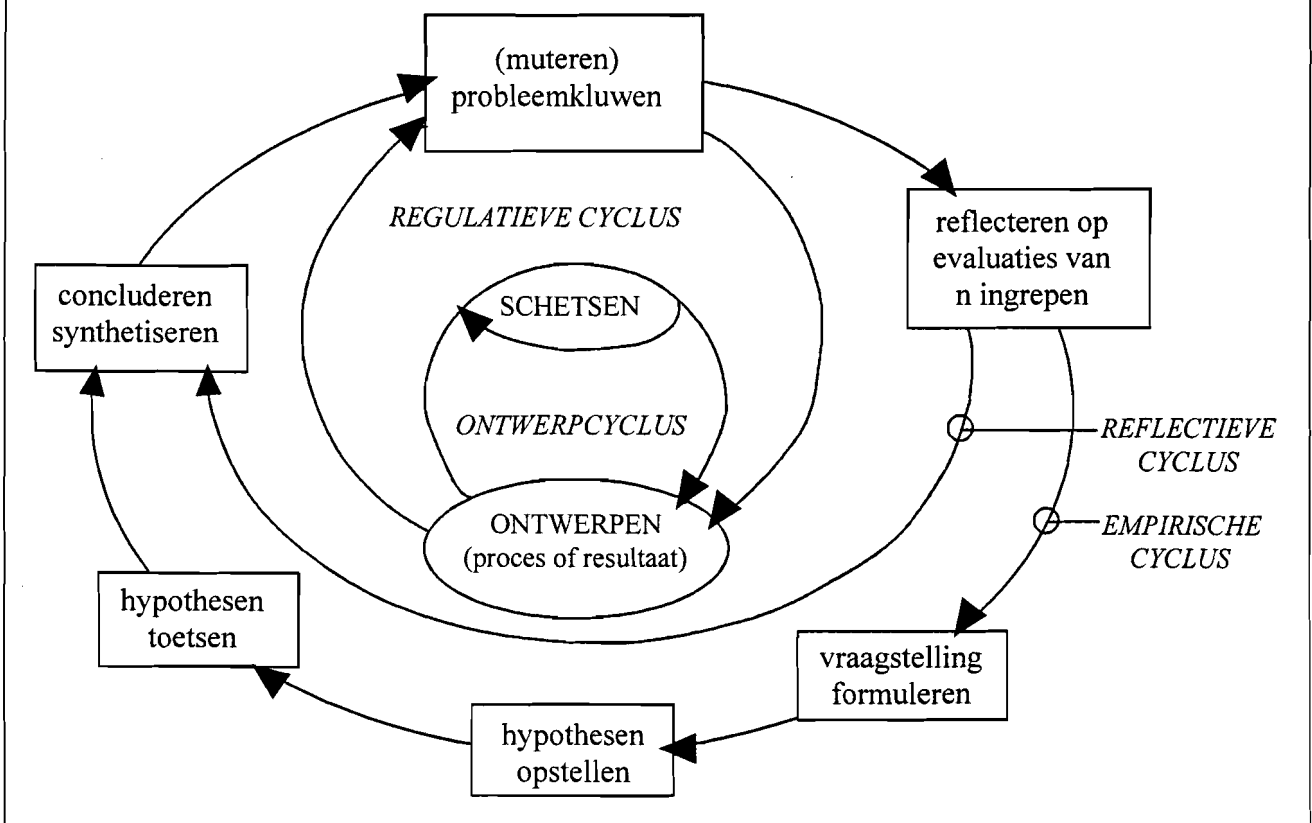 (muteren)
probleemkluwen
REGULATIEVE CYCLUS
reflecteren op
evaluaties van
n ingrepen
concluderen
synthetiseren
SCHETSEN
ONTWERPCYCLUS
REFLECTIEVE
CYCLUS
ONTWERPEN
(proces of resultaat)
EMPIRISCHE
CYCLUS
hypothesen
toetsen
vraagstelling
formuleren
hypothesen
opstellen